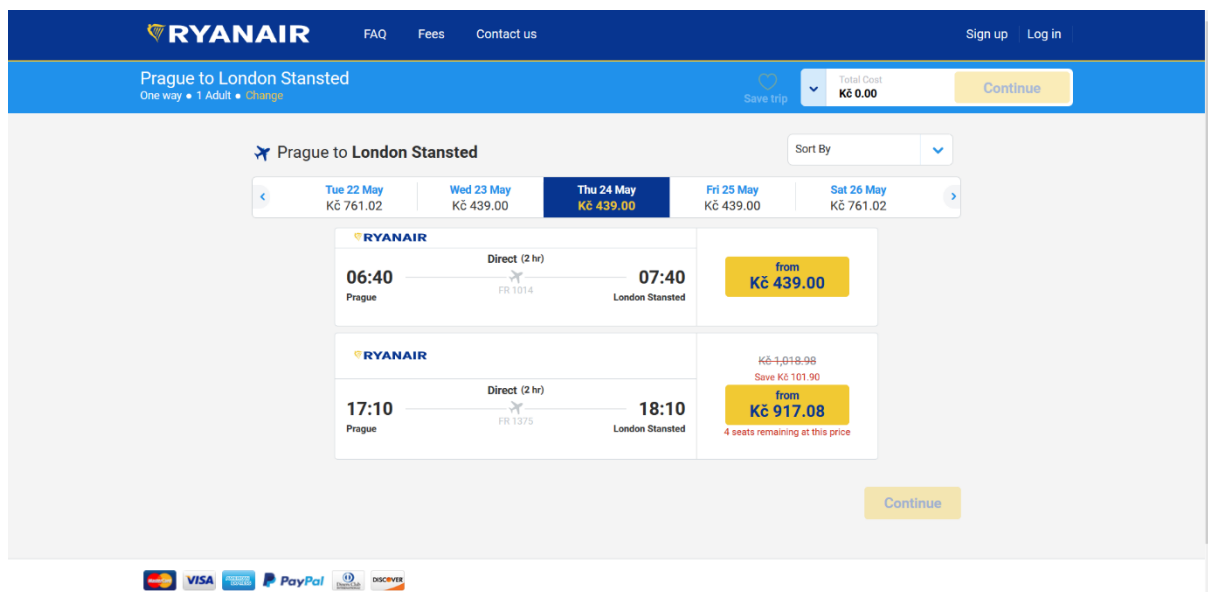 RYANAIR FAQ Fees Contact us Sign up Log in
Prague to London Stansted
One way • 1 Adult • Change
Save trip
Total Cost
Kč 0.00
Continue
Prague to London Stansted
Sort By
Tue 22 May Wed 23 May Thu 24 May Fri 25 May Sat 26 May
Kč 761.02 Kč 439.00 Kč 439.00 Kč 439.00 Kč 761.02
RYANAIR
Direct (2 hr)
06:40 07:40
FR 1014
Prague London Stansted
from
Kč 439.00
RYANAIR
Direct (2 hr)
17:10 18:10
FR 1375
Prague London Stansted
Kč 1,018.98
Save Kč 101.90
from
Kč 917.08
4 seats remaining at this price
Continue
VISA PayPal DISCOVER